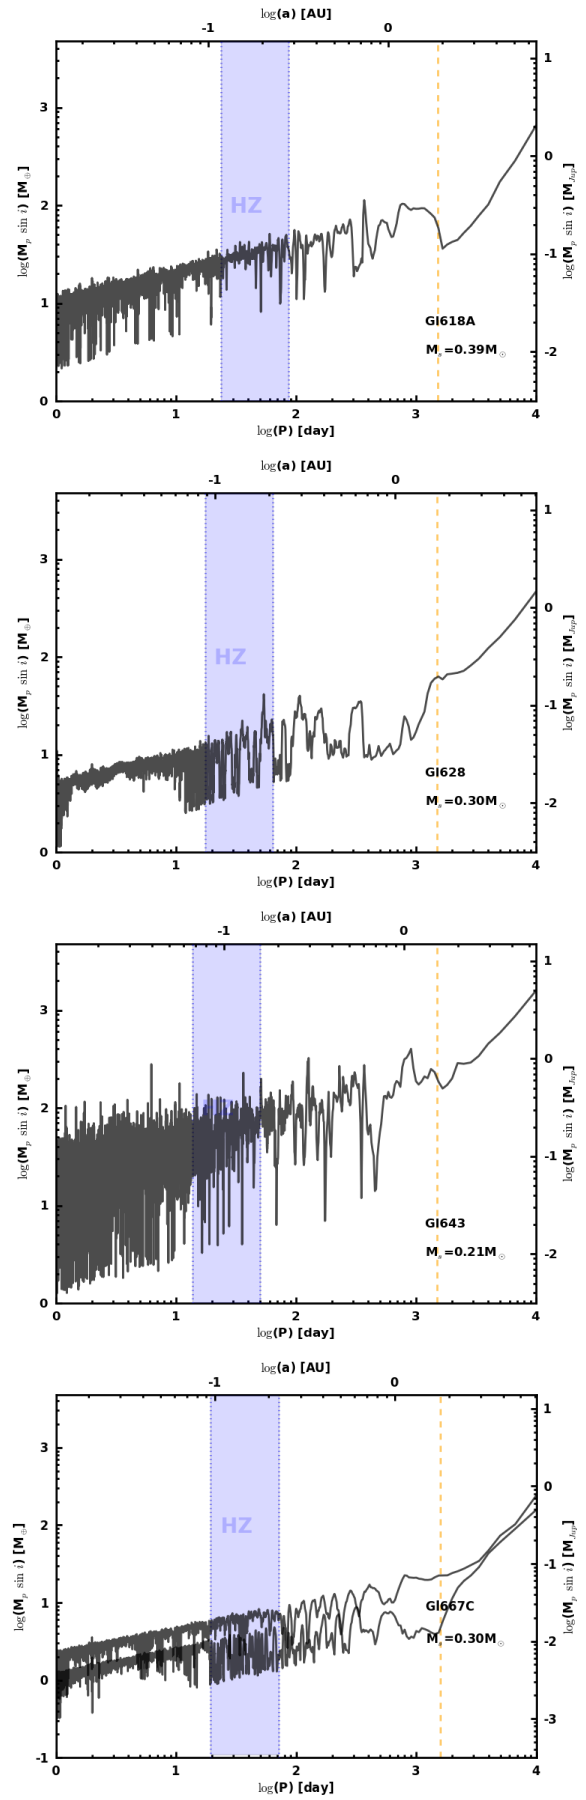 log(a) [AU]
-1 0
3 2 1 0
log(M_p sin i) [M_⊕]
1 0 -1 -2
log(M_p sin i) [M_Jup]
HZ
Gl618A
M_*=0.39M_☉
0 1 2 3 4
log(P) [day]
log(a) [AU]
-1 0
3 2 1 0
log(M_p sin i) [M_⊕]
1 0 -1 -2
log(M_p sin i) [M_Jup]
HZ
Gl628
M_*=0.30M_☉
0 1 2 3 4
log(P) [day]
log(a) [AU]
-1 0
3 2 1 0
log(M_p sin i) [M_⊕]
1 0 -1 -2
log(M_p sin i) [M_Jup]
Gl643
M_*=0.21M_☉
0 1 2 3 4
log(P) [day]
log(a) [AU]
-1 0
3 2 1 0 -1
log(M_p sin i) [M_⊕]
1 0 -1 -2 -3
log(M_p sin i) [M_Jup]
HZ
Gl667C
M_*=0.30M_☉
0 1 2 3 4
log(P) [day]